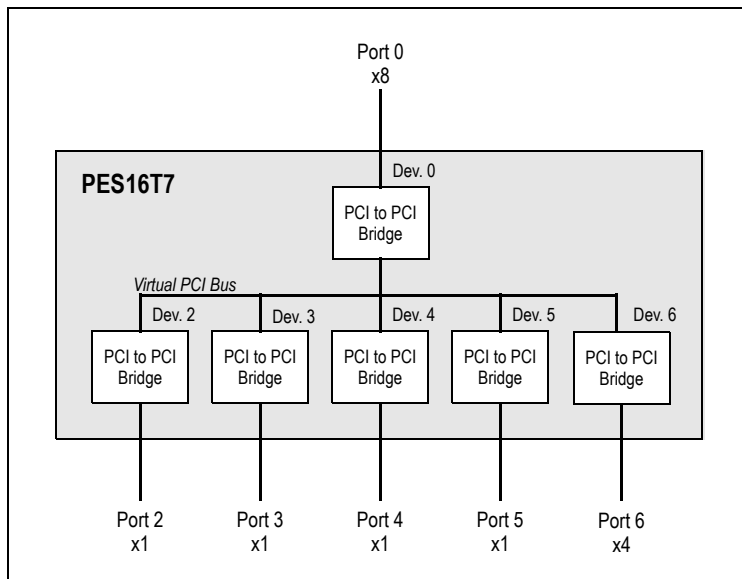 Port 0
x8
PES16T7
Dev. 0
PCI to PCI
Bridge
Virtual PCI Bus
Dev. 2
Dev. 3
Dev. 4
Dev. 5
Dev. 6
PCI to PCI
Bridge
PCI to PCI
Bridge
PCI to PCI
Bridge
PCI to PCI
Bridge
PCI to PCI
Bridge
Port 2
x1
Port 3
x1
Port 4
x1
Port 5
x1
Port 6
x4